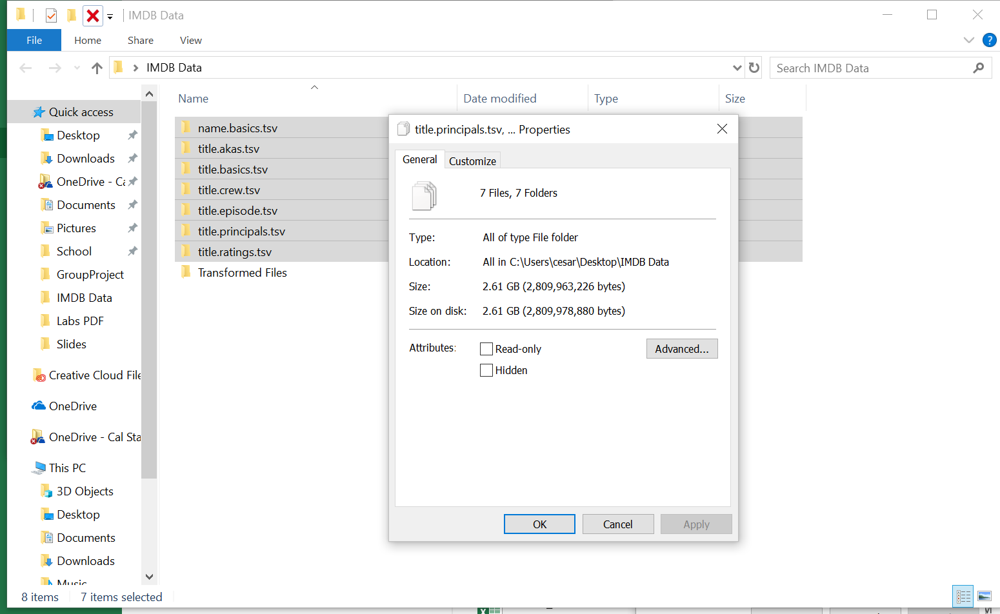 IMDB Data
File
Home
Share
View
?
IMDB Data
Search IMDB Data
Name
Date modified
Type
Size
Quick access
Desktop
Downloads
OneDrive - Ca
Documents
Pictures
School
GroupProject
IMDB Data
Labs PDF
Slides
Creative Cloud File
OneDrive
OneDrive - Cal Sta
This PC
3D Objects
Desktop
Documents
Downloads
Music
name.basics.tsv
title.akas.tsv
title.basics.tsv
title.crew.tsv
title.episode.tsv
title.principals.tsv
title.ratings.tsv
Transformed Files
title.principals.tsv, ... Properties
General
Customize
7 Files, 7 Folders
Type: All of type File folder
Location: All in C:\Users\cesar\Desktop\IMDB Data
Size: 2.61 GB (2,809,963,226 bytes)
Size on disk: 2.61 GB (2,809,978,880 bytes)
Attributes:
Read-only
Advanced...
Hidden
OK
Cancel
Apply
8 items
7 items selected